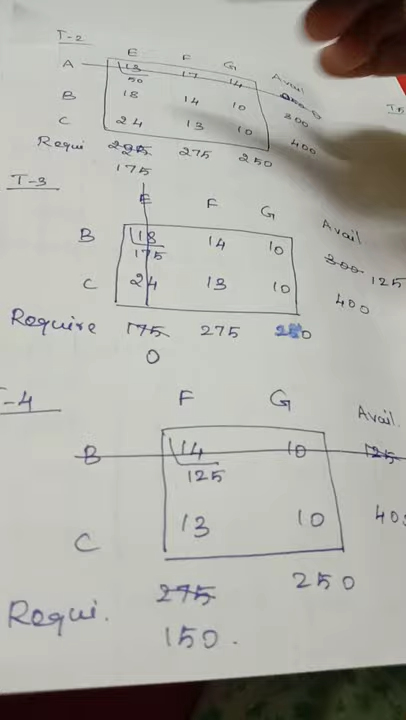 T-2
E F G Avail
A 13 17 14
50
B 18 14 10 300
C 24 13 10 400
Requi 275 250
175
T-3
E F G
Avail
B 18 14 10 300 125
175
C 24 13 10 400
Require 175 275 250
0
-4
F G Avail.
B 14 10 125
125
C 13 10 40
Requi. 275 250
150.